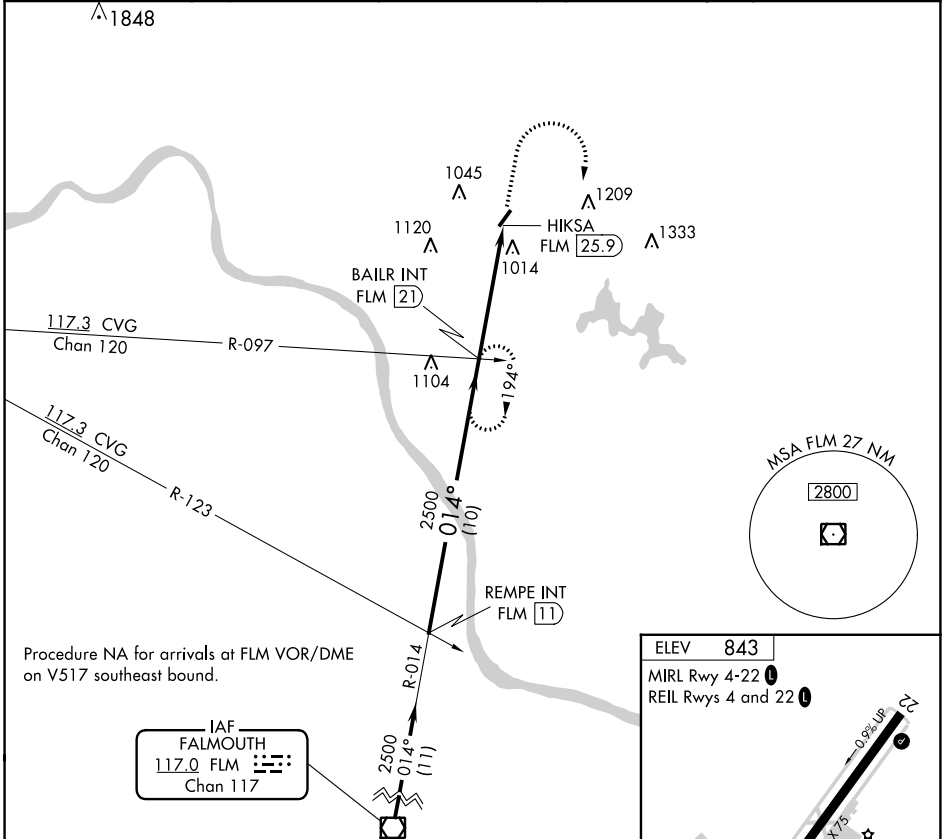 1848
1045
1209
1120
HIKSA
FLM 25.9
1333
1014
BAILR INT
FLM 21
117.3 CVG
Chan 120
R-097
1104
194°
117.3 CVG
Chan 120
R-123
MSA FLM 27 NM
2800
2500
014°
(10)
REMPE INT
FLM 11
Procedure NA for arrivals at FLM VOR/DME
on V517 southeast bound.
R-014
ELEV 843
MIRL Rwy 4-22 L
REIL Rwys 4 and 22 L
22
0.9% UP
P
X 75
IAF
FALMOUTH
117.0 FLM
Chan 117
2500
014°
(11)